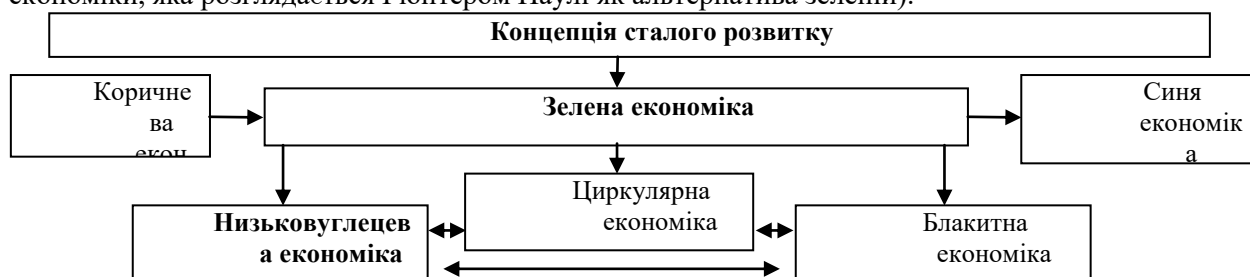 економіки, яка розглядається Гюнтером Паулі як альтернатива зеленій).
Концепція сталого розвитку
Коричне
ва
екон
Зелена економіка
Синя
економік
а
Циркулярна
економіка
Низьковуглецев
а економіка
Блакитна
економіка